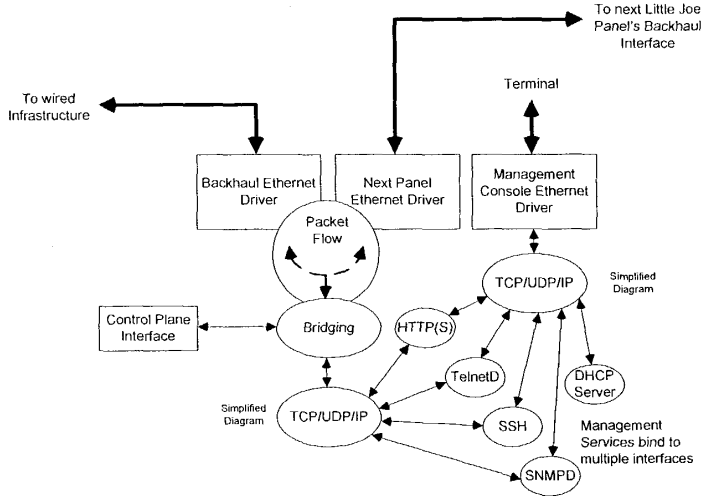 To next Little Joe
Panel's Backhaul
Interface
Terminal
To wired
Infrastructure
Backhaul Ethernet
Driver
Next Panel
Ethernet Driver
Management
Console Ethernet
Driver
Packet
Flow
TCP/UDP/IP
Simplified
Diagram
Control Plane
Interface
Bridging
HTTP(S)
TelnetD
DHCP
Server
Simplified
Diagram
TCP/UDP/IP
SSH
Management
Services bind to
multiple interfaces
SNMPD